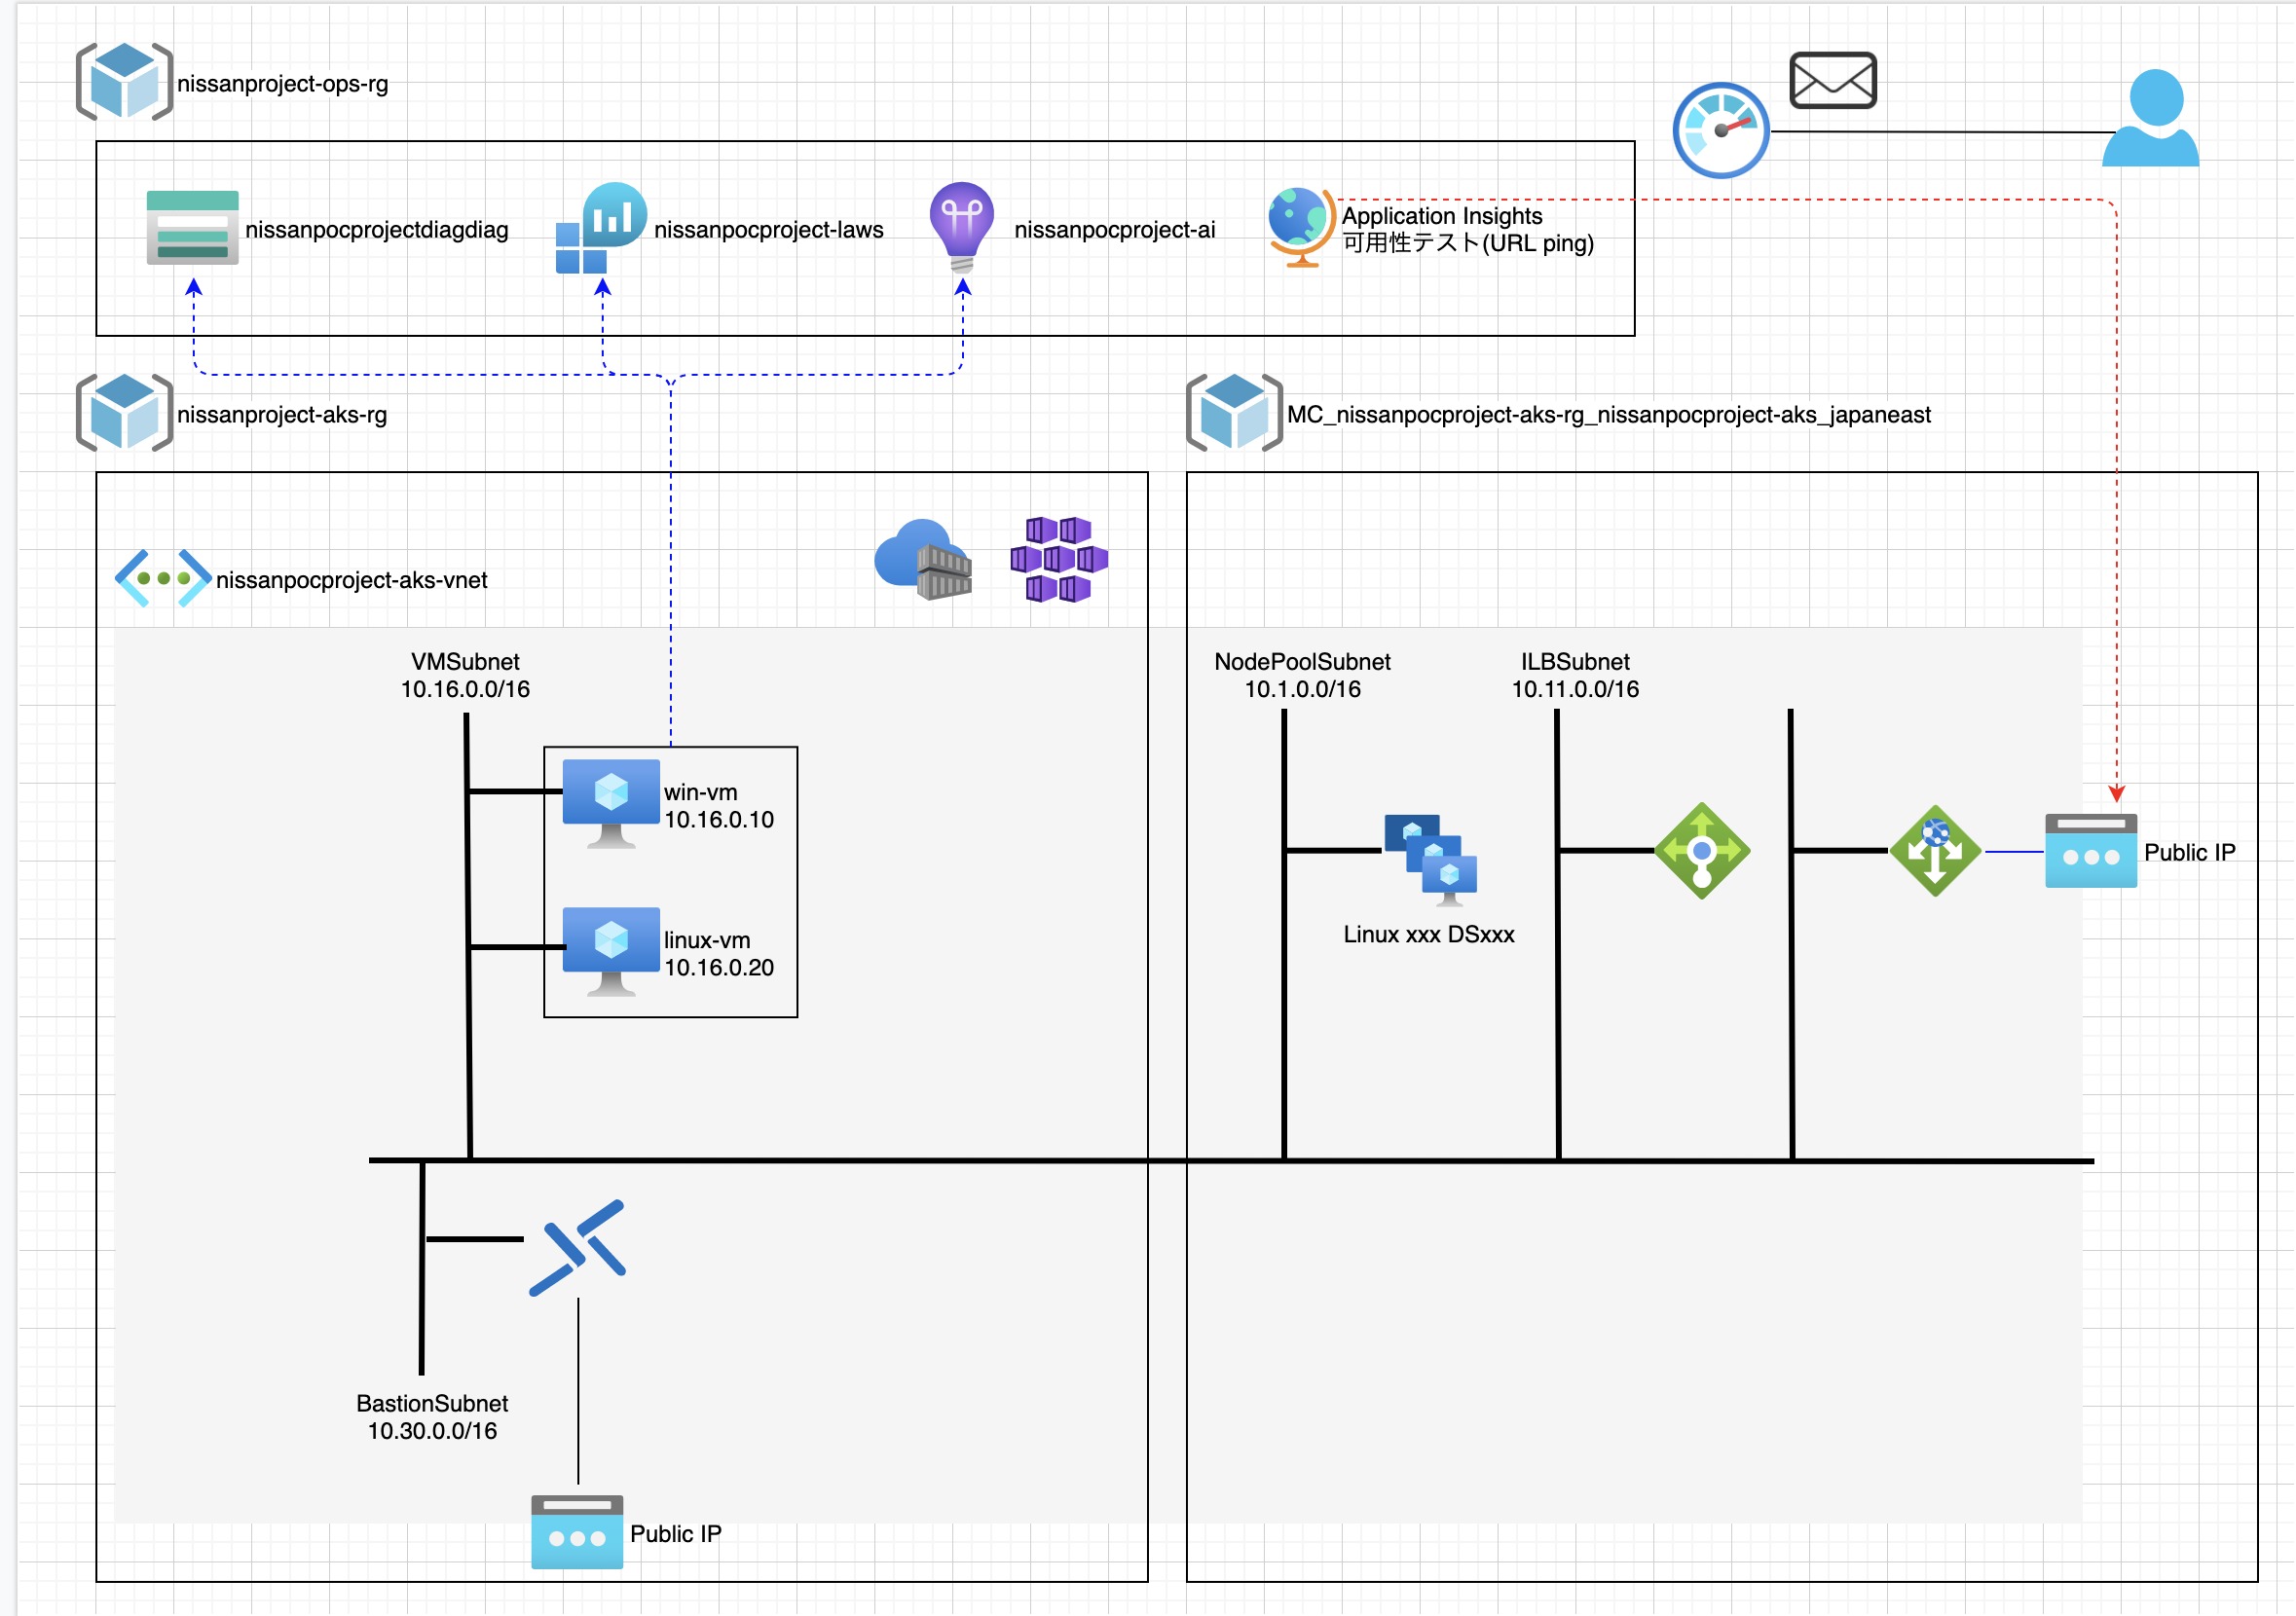 nissanproject-ops-rg
nissanpocprojectdiagdiag
nissanpocproject-laws
nissanpocproject-ai
Application Insights
可用性テスト(URL ping)
nissanproject-aks-rg
MC_nissanpocproject-aks-rg_nissanpocproject-aks_japaneast
nissanpocproject-aks-vnet
VMSubnet
10.16.0.0/16
NodePoolSubnet
10.1.0.0/16
ILBSubnet
10.11.0.0/16
win-vm
10.16.0.10
linux-vm
10.16.0.20
Linux xxx DSxxx
Public IP
BastionSubnet
10.30.0.0/16
Public IP